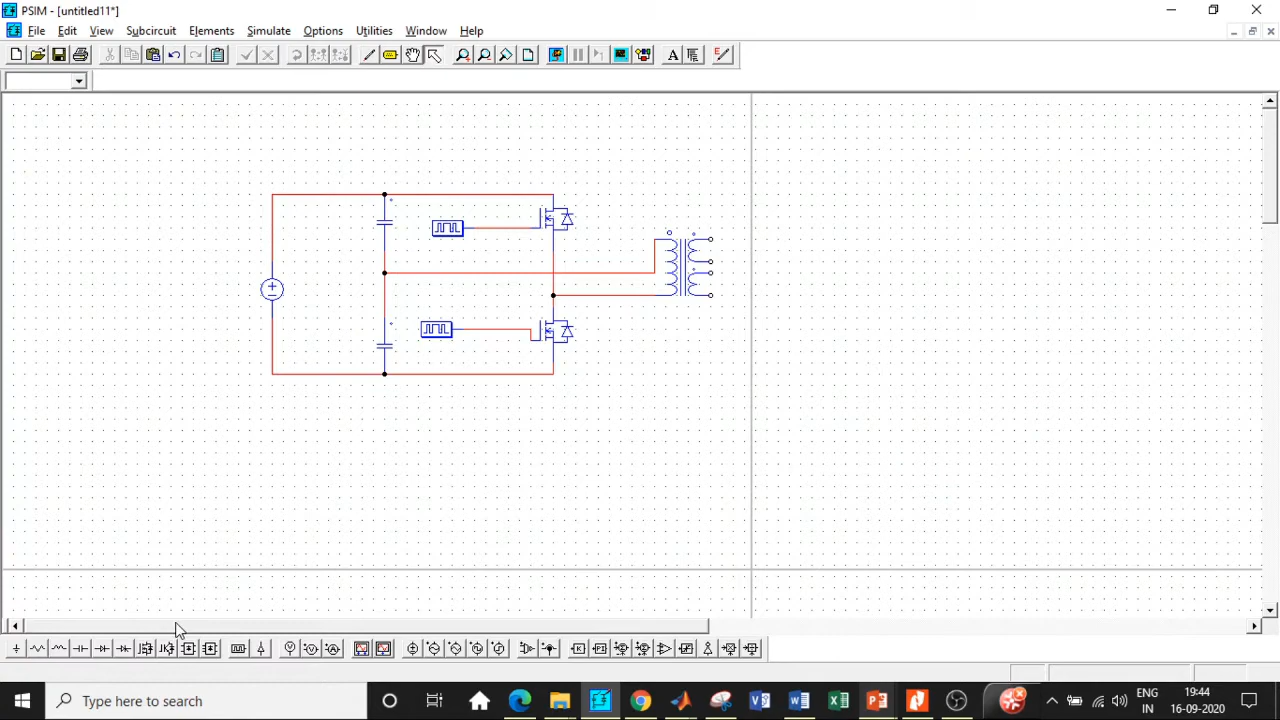 PSIM - [untitled11*]
File Edit View Subcircuit Elements Simulate Options Utilities Window Help
A
K
PI
Type here to search
ENG
IN
19:44
16-09-2020